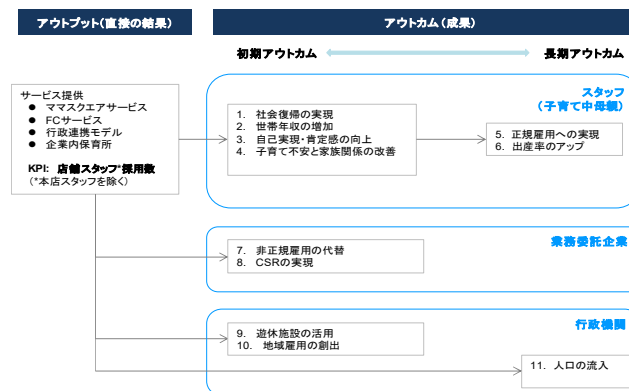 アウトプット(直接の結果)
アウトカム(成果)
初期アウトカム
長期アウトカム
サービス提供
● ママスクエアサービス
● FCサービス
● 行政連携モデル
● 企業内保育所
KPI: 店舗スタッフ*採用数
(*本店スタッフを除く)
スタッフ
(子育て中母親)
1. 社会復帰の実現
2. 世帯年収の増加
3. 自己実現・肯定感の向上
4. 子育て不安と家族関係の改善
5. 正規雇用への実現
6. 出産率のアップ
業務委託企業
7. 非正規雇用の代替
8. CSRの実現
行政機関
9. 遊休施設の活用
10. 地域雇用の創出
11. 人口の流入